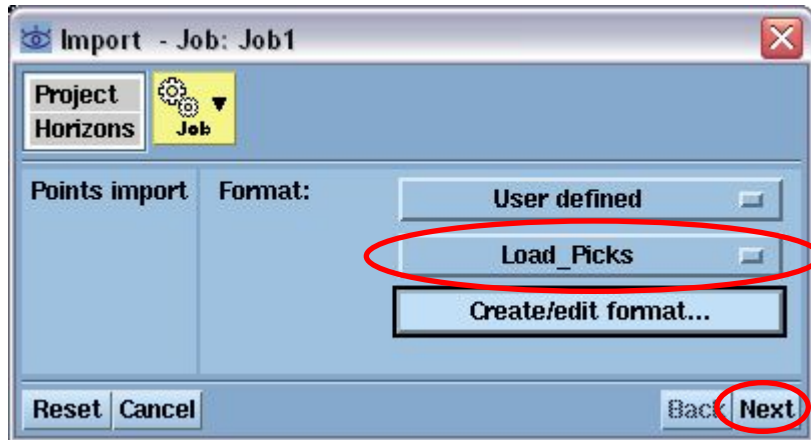 Import - Job: Job1
Project
Horizons
Job
Points import Format: User defined
Load_Picks
Create/edit format...
Reset Cancel Back Next